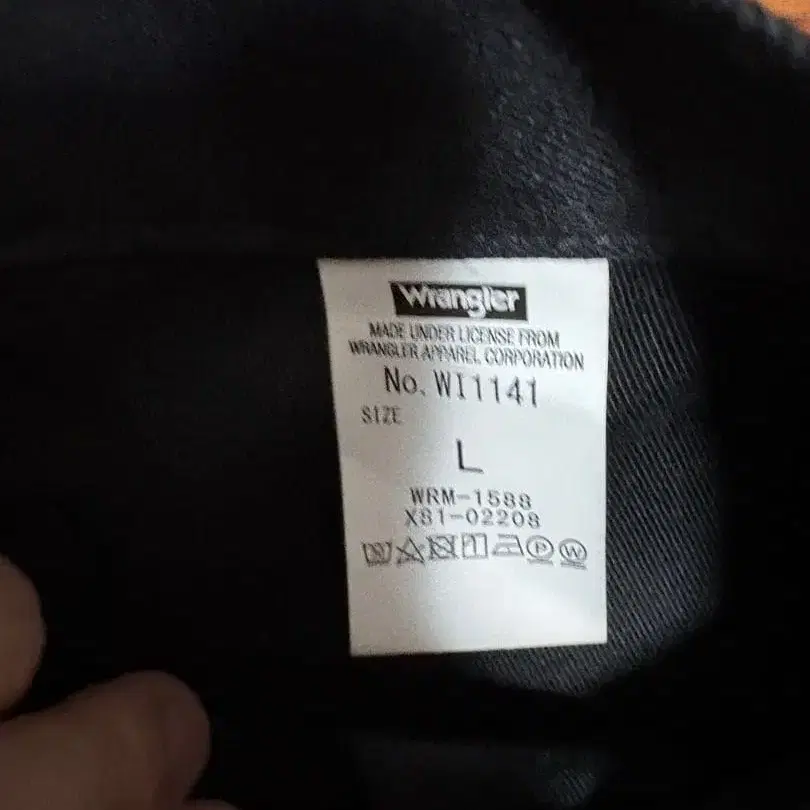 Wrangler
MADE UNDER LICENSE FROM
WRANGLER APPAREL CORPORATION
No. WI1141
SIZE
L
WRM-1588
X81-02208
P W